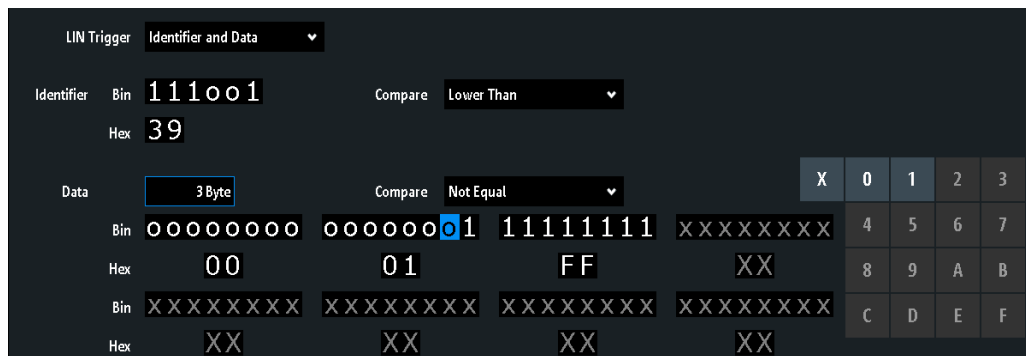 LIN Trigger Identifier and Data
Identifier Bin 111oo1 Compare Lower Than
Hex 39
Data 3 Byte Compare Not Equal
X 0 1 2 3
Bin oooooooo ooooooo1 11111111 XXXXXXXX
4 5 6 7
Hex 00 01 FF XX
8 9 A B
Bin XXXXXXXX XXXXXXXX XXXXXXXX XXXXXXXX
C D E F
Hex XX XX XX XX